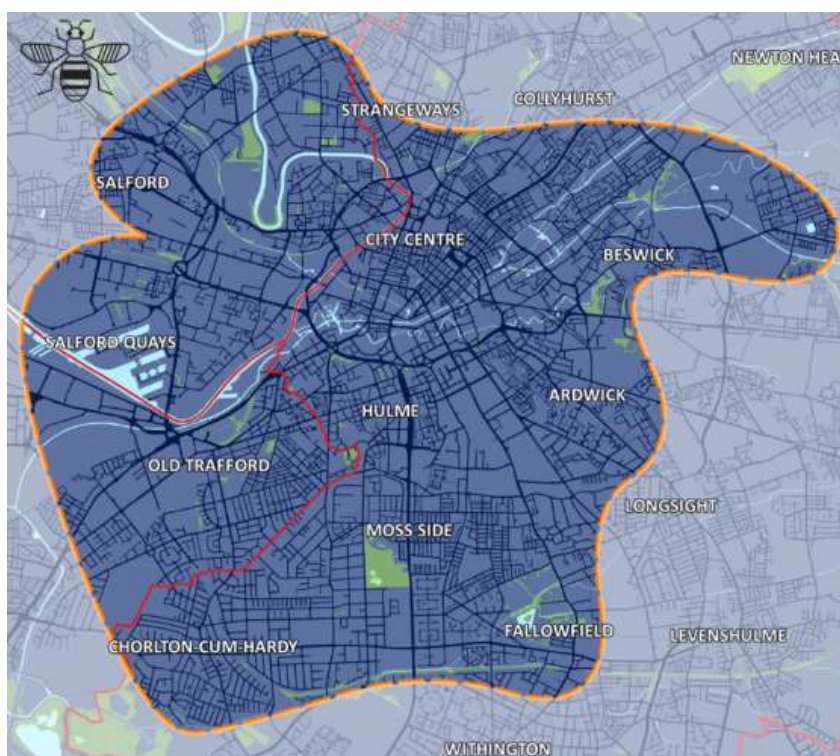 NEWTON HEA
COLLYHURST
STRANGEWAYS
SALFORD
CITY CENTRE
BESWICK
SALFORD QUAYS
ARDWICK
HULME
OLD TRAFFORD
LONGSIGHT
MOSS SIDE
FALLOWFIELD
LEVENSHULME
CHORLTON-CUM-HARDY
WITHINGTON